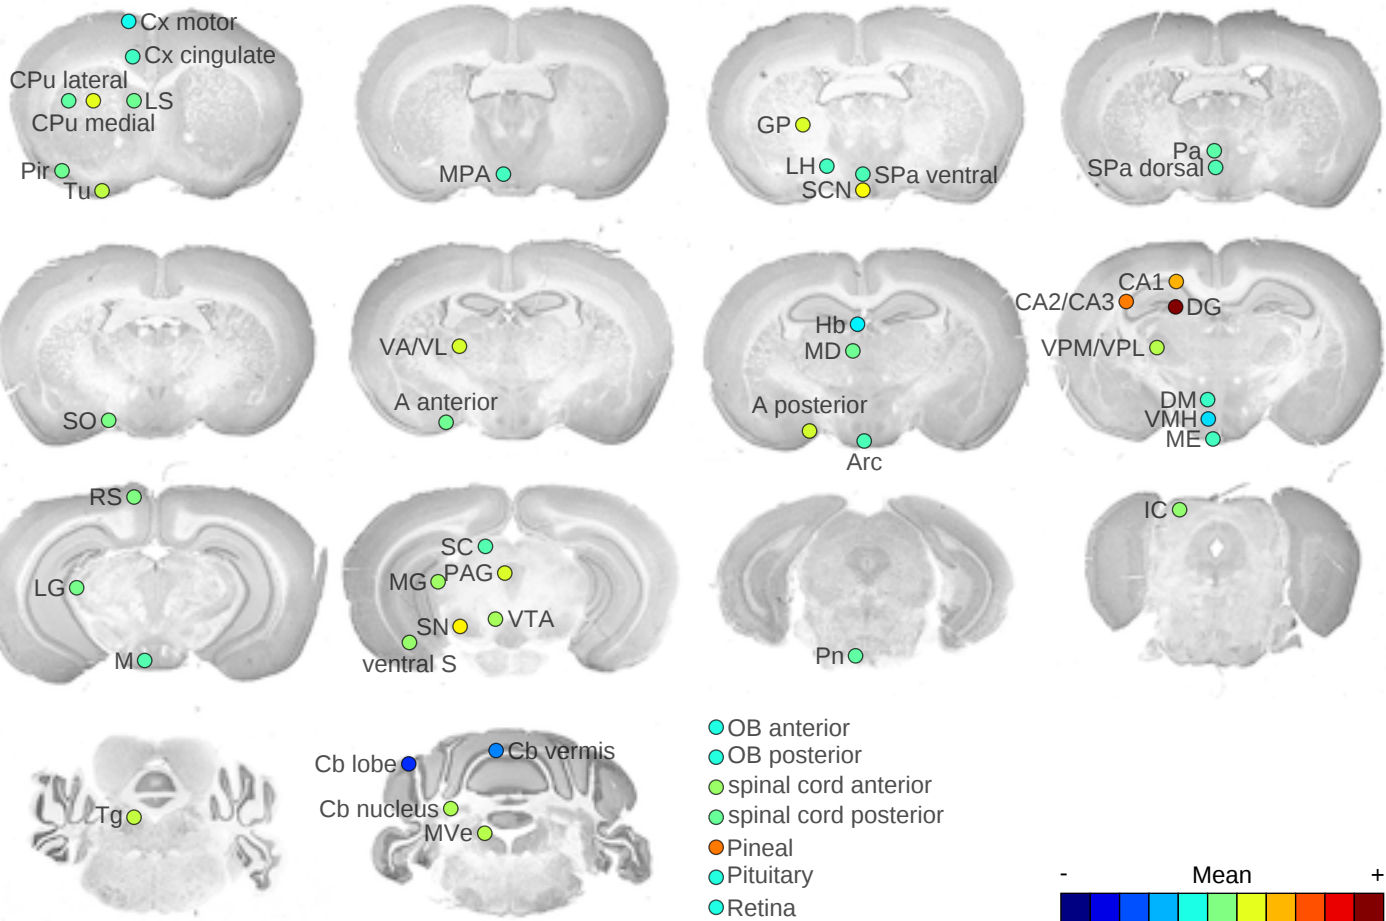 Cx motor
Cx cingulate
CPu lateral
LS
CPu medial
Pir
Tu
MPA
GP
LH
SPa ventral
SCN
Pa
SPa dorsal
SO
VA/VL
A anterior
Hb
MD
A posterior
Arc
CA1
CA2/CA3
DG
VPM/VPL
DM
VMH
ME
RS
LG
M
SC
PAG
MG
VTA
SN
ventral S
Pn
IC
Tg
Cb lobe
Cb vermis
Cb nucleus
MVe
OB anterior
OB posterior
spinal cord anterior
spinal cord posterior
Pineal
Pituitary
Retina
- Mean +